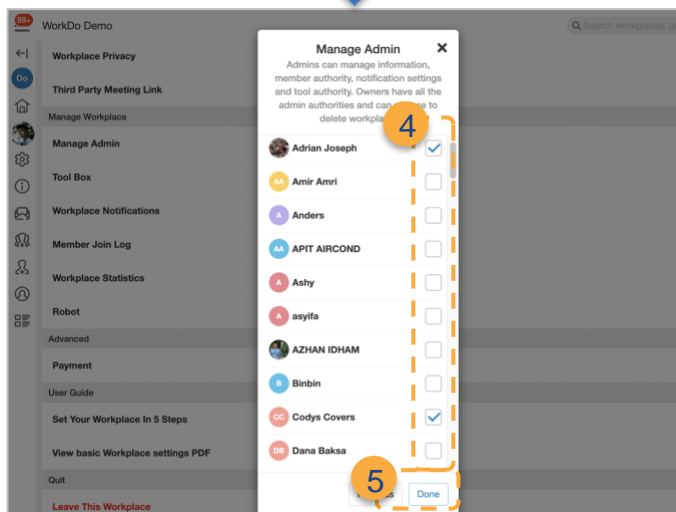 99+
WorkDo Demo
Search workplaces,
Do
Workplace Privacy
Third Party Meeting Link
Manage Workplace
Manage Admin
Tool Box
Workplace Notifications
Member Join Log
Workplace Statistics
Robot
Advanced
Payment
User Guide
Set Your Workplace In 5 Steps
View basic Workplace settings PDF
Quit
Leave This Workplace
Manage Admin
Admins can manage information,
member authority, notification settings
and tool authority. Owners have all the
admin authorities and can
to
delete
4
Adrian Joseph
AA Amir Amri
A Anders
AA APIT AIRCOND
A Ashy
A asyifa
AZHAN IDHAM
B Binbin
CC Codys Covers
DB Dana Baksa
5
Done